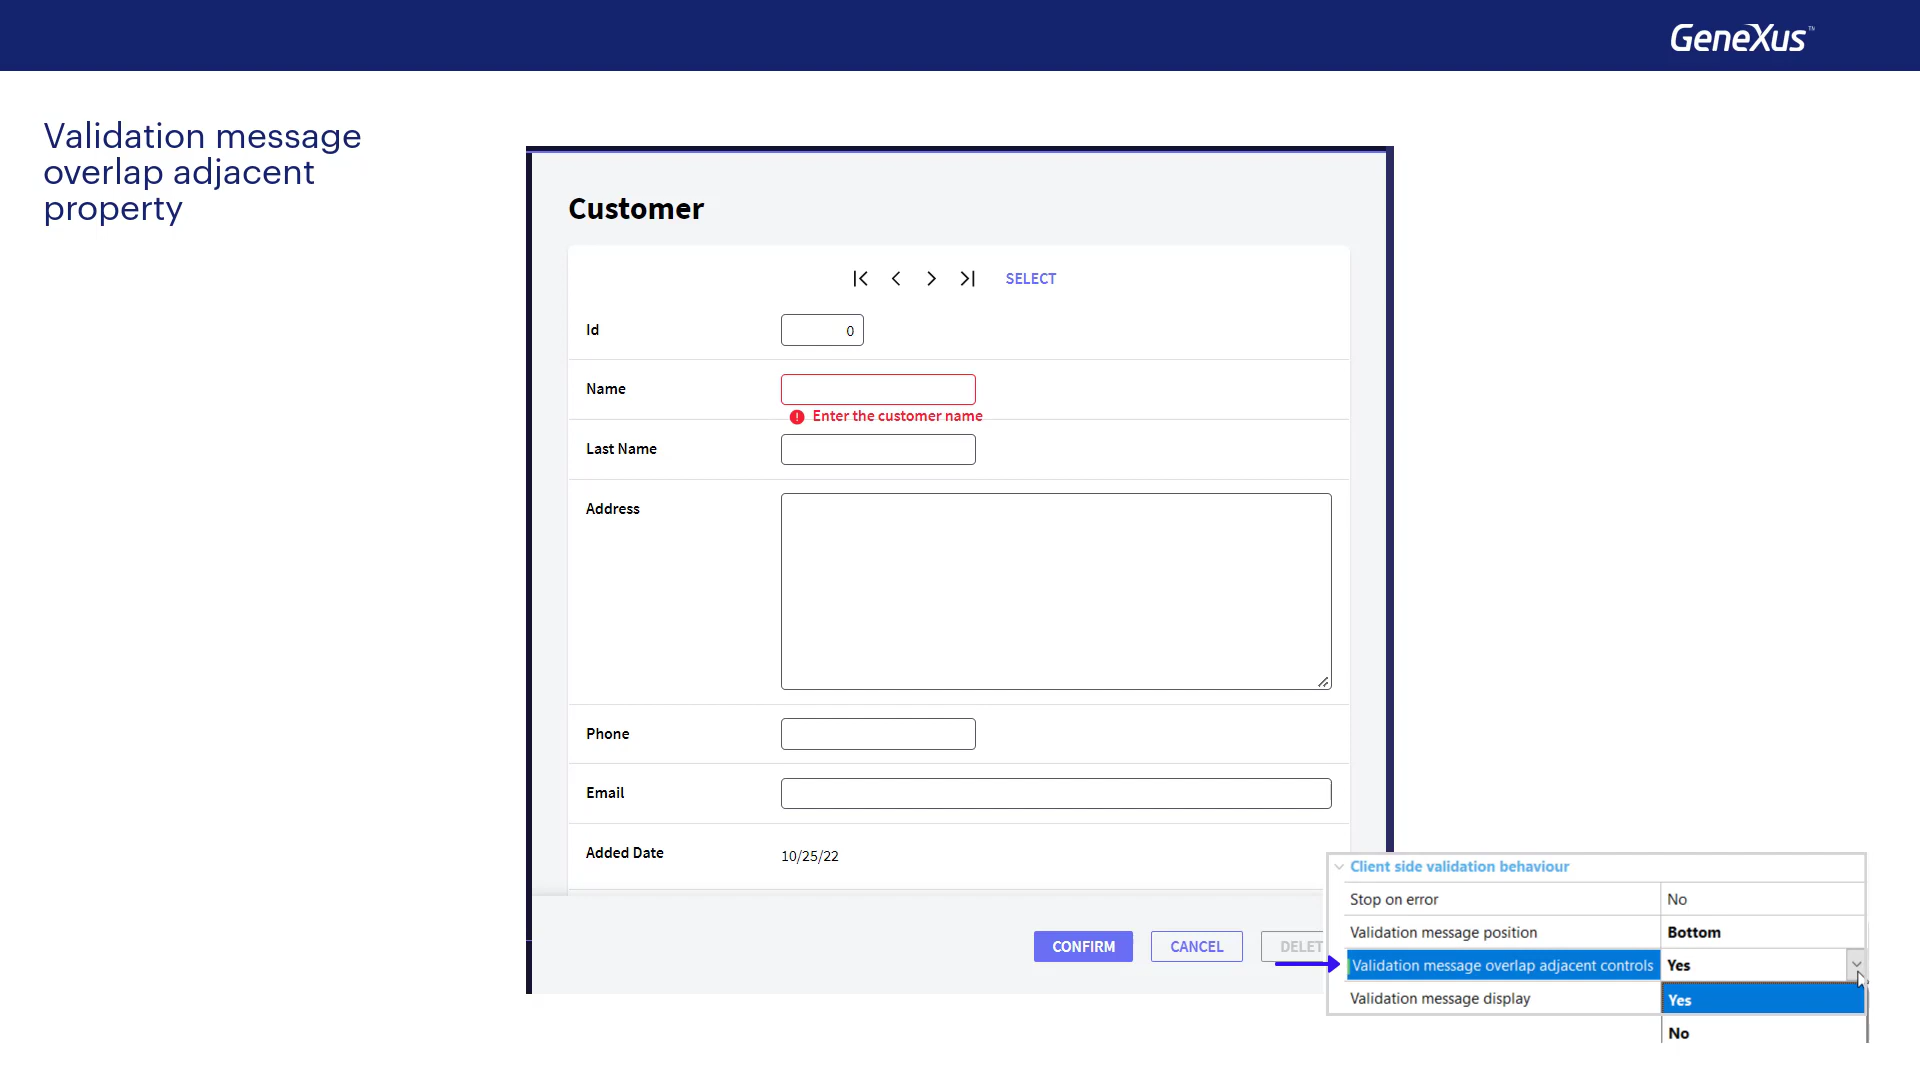 GeneXus™
Validation message
overlap adjacent
property
Customer
SELECT
Id
0
Name
Enter the customer name
Last Name
Address
Phone
Email
Added Date
10/25/22
CONFIRM
CANCEL
DELET
Client side validation behaviour
Stop on error
No
Validation message position
Bottom
Validation message overlap adjacent controls
Yes
Validation message display
Yes
No